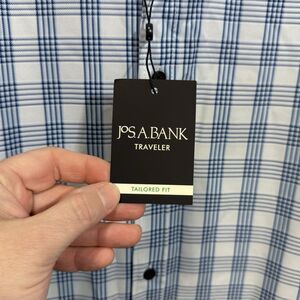 JOS. A. BANK
TRAVELER
TAILORED FIT